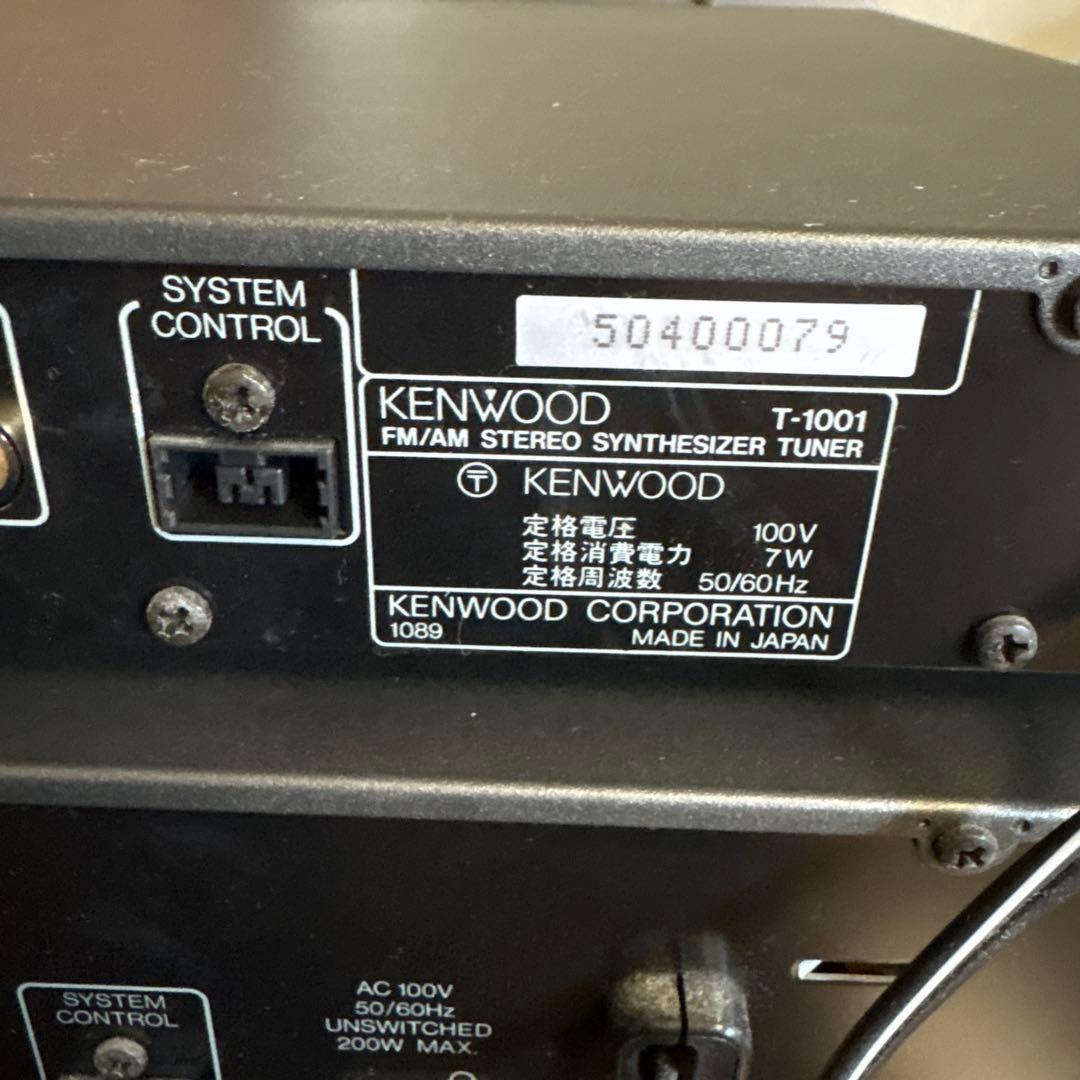 SYSTEM
CONTROL
50400079
KENWOOD T-1001
FM/AM STEREO SYNTHESIZER TUNER
〒 KENWOOD
定格電圧 100V
定格消費電力 7W
定格周波数 50/60Hz
KENWOOD CORPORATION
1089 MADE IN JAPAN
SYSTEM
CONTROL
AC 100V
50/60Hz
UNSWITCHED
200W MAX.